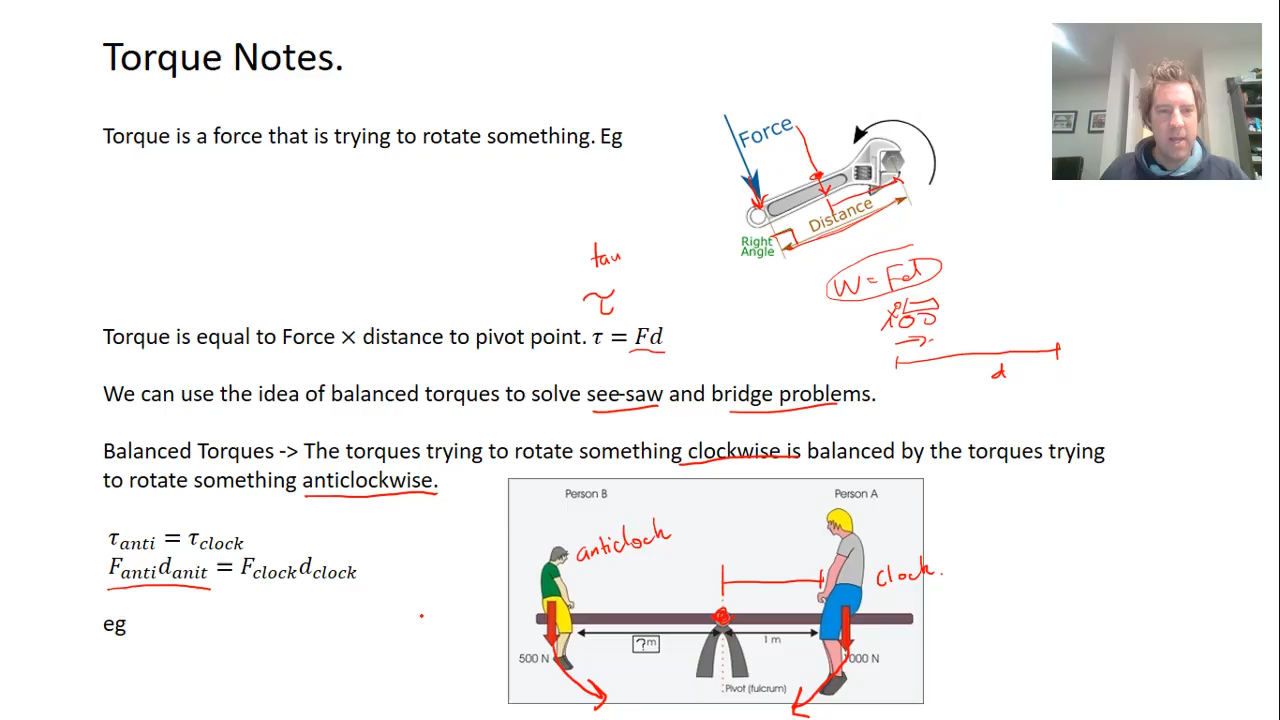 Torque Notes.
Torque is a force that is trying to rotate something. Eg
Force
Distance
Right
Angle
W = Fd
tan
τ
d
Torque is equal to Force × distance to pivot point. τ = Fd
We can use the idea of balanced torques to solve see-saw and bridge problems.
Balanced Torques -> The torques trying to rotate something clockwise is balanced by the torques trying
to rotate something anticlockwise.
τanti = τclock
Fantidanit = Fclockdclock
eg
Person B
Person A
anticlock
clock.
?m
1 m
500 N
000 N
Pivot (fulcrum)